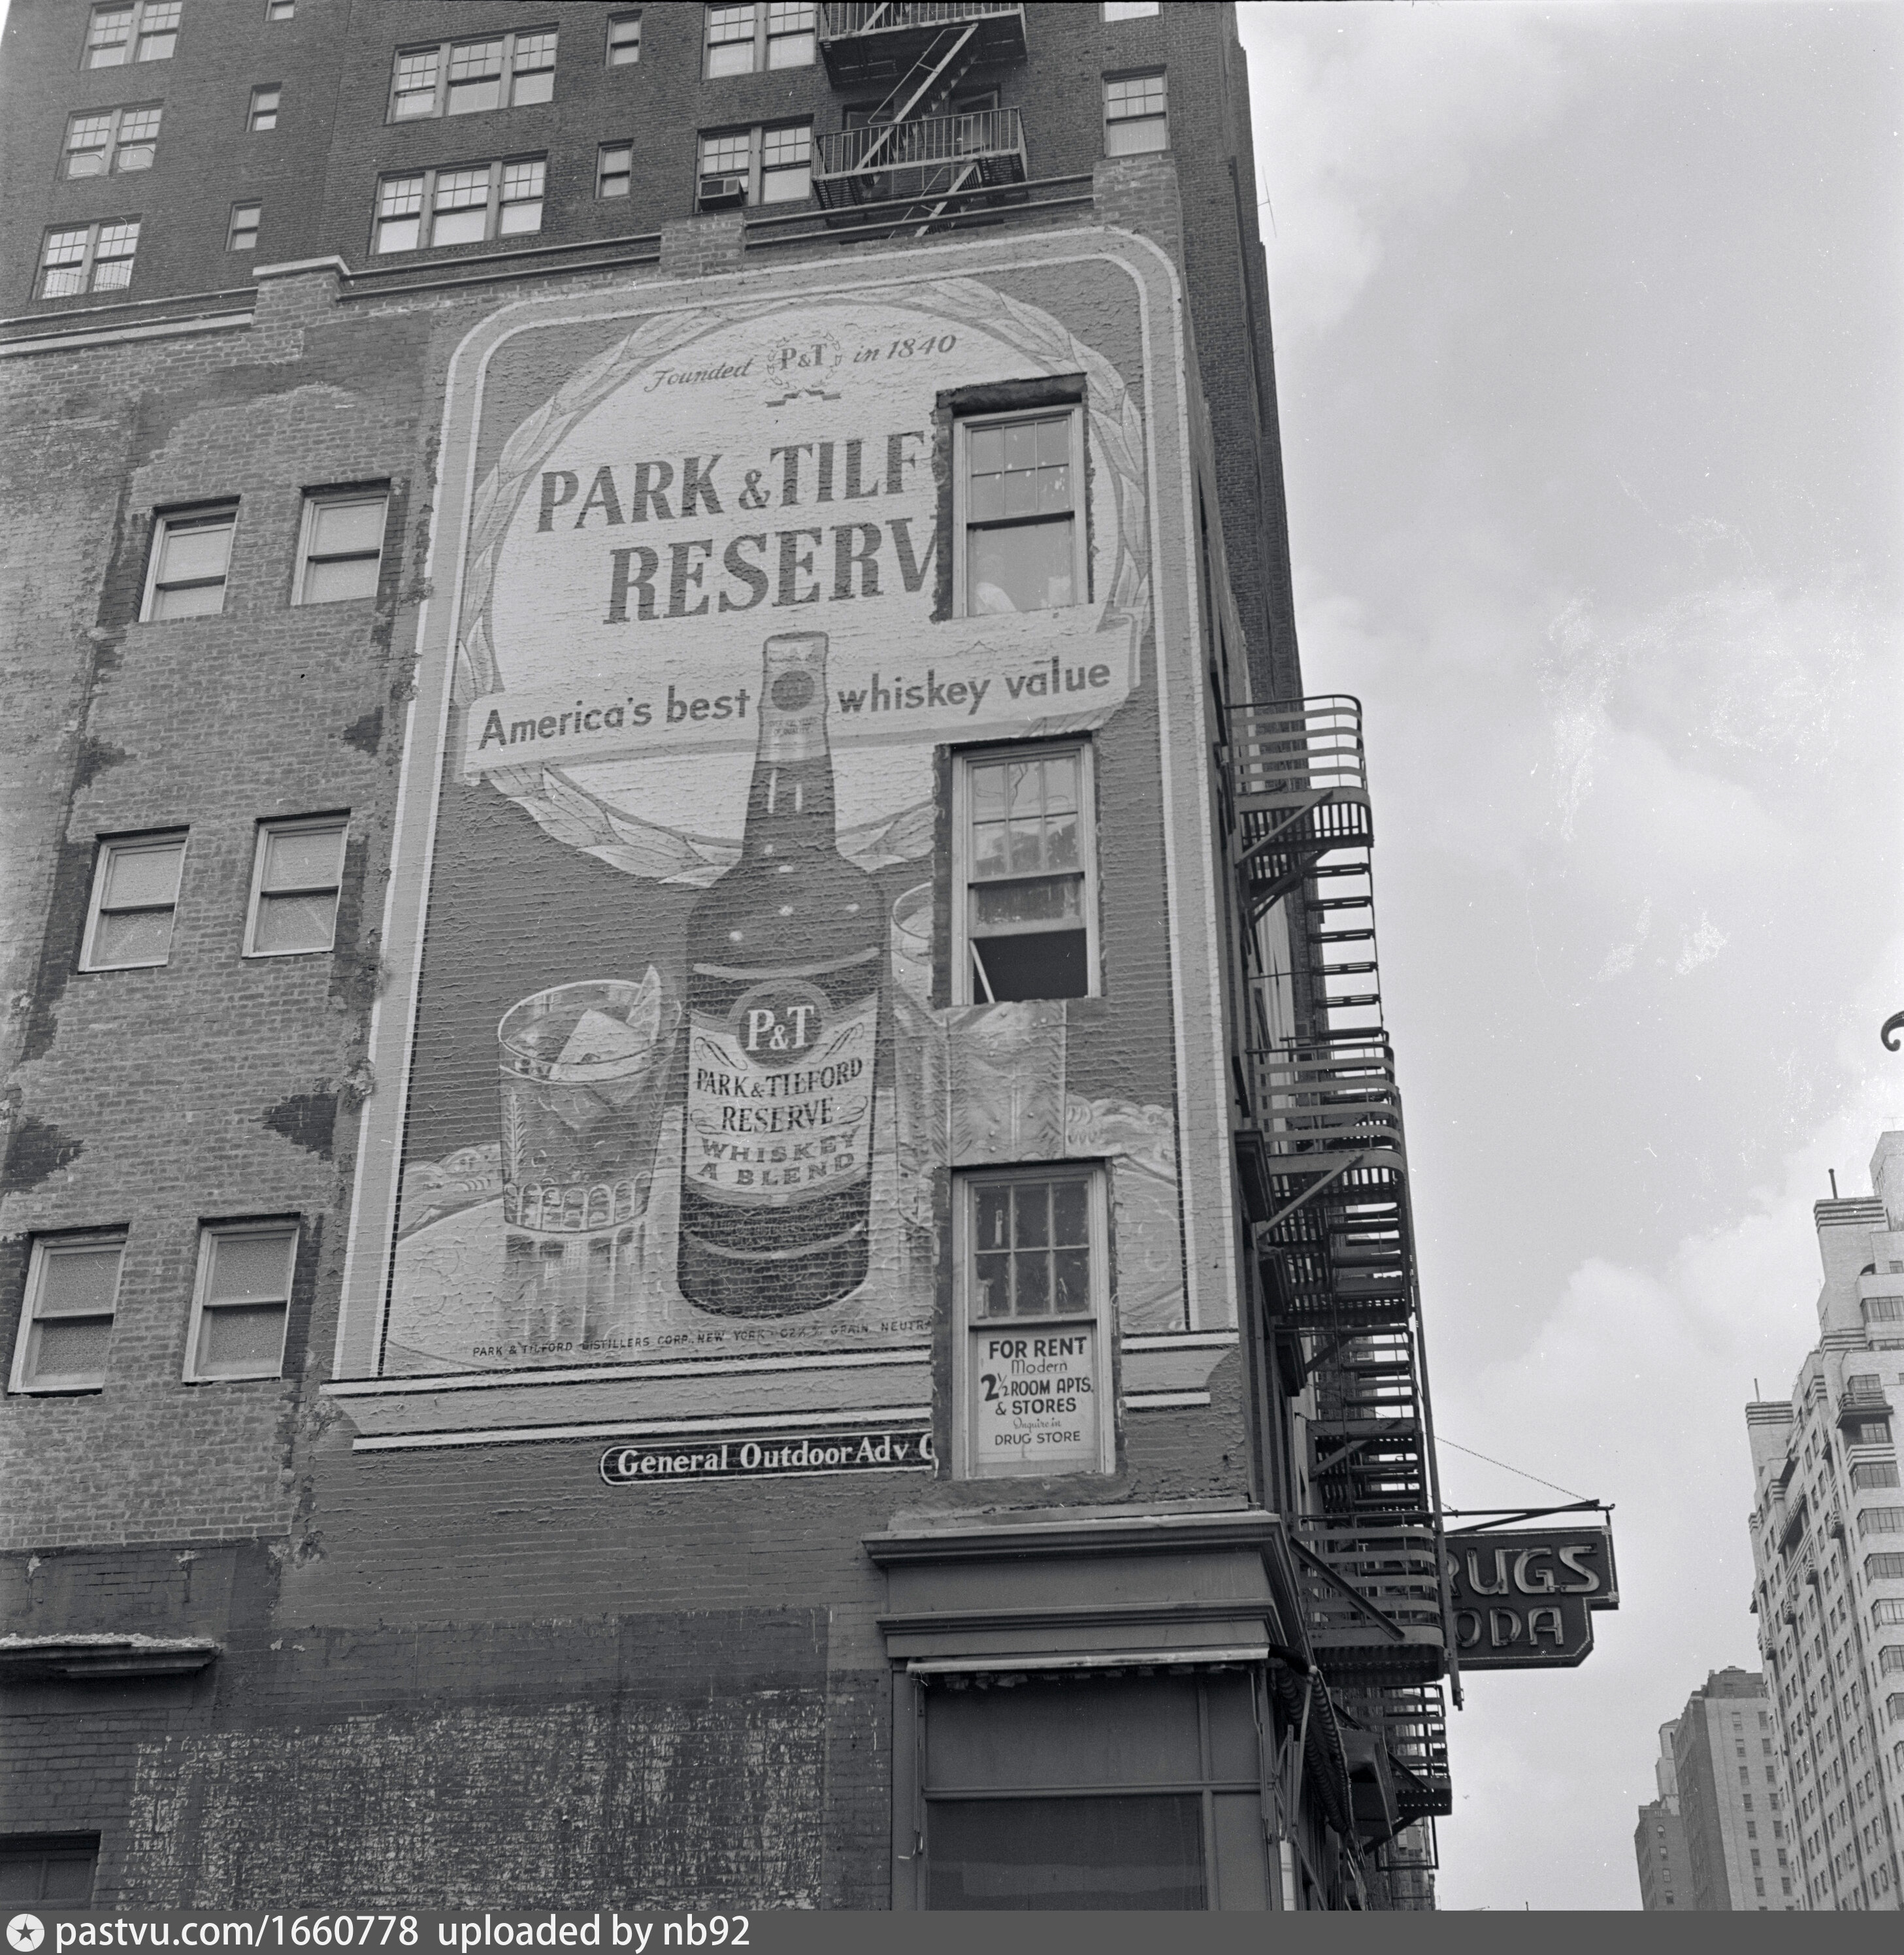 Founded P&T in 1840
PARK & TILF
RESERV
America's best whiskey value
P&T
PARK & TILFORD
RESERVE
WHISKEY
A BLEND
PARK & TILFORD DISTILLERS CORP., NEW YORK GRAIN NEUTRA
FOR RENT
Modern
2½ ROOM APTS.
& STORES
Inquire in
DRUG STORE
General Outdoor Adv C
RUGS
ODA
pastvu.com/1660778 uploaded by nb92